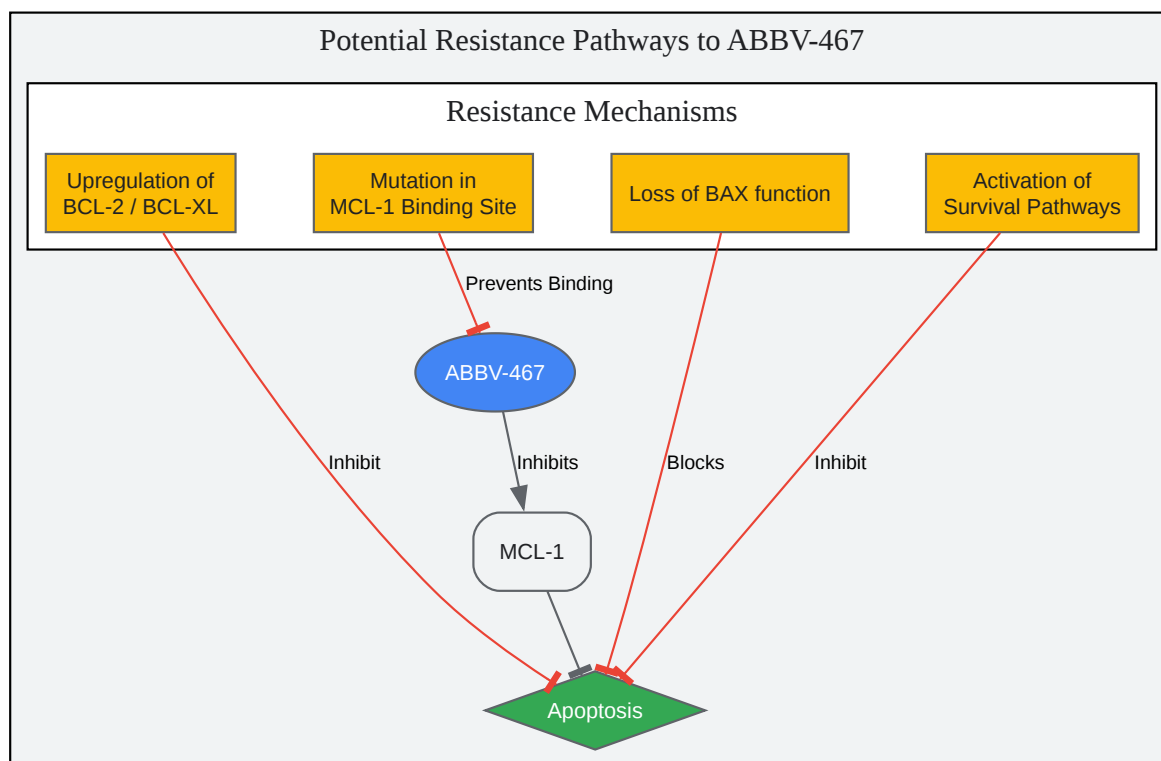 Potential Resistance Pathways to ABBV-467
Resistance Mechanisms
Upregulation of
BCL-2 / BCL-XL
Mutation in
MCL-1 Binding Site
Loss of BAX function
Activation of
Survival Pathways
Prevents Binding
ABBV-467
Inhibit
Inhibits
Blocks
Inhibit
MCL-1
Apoptosis